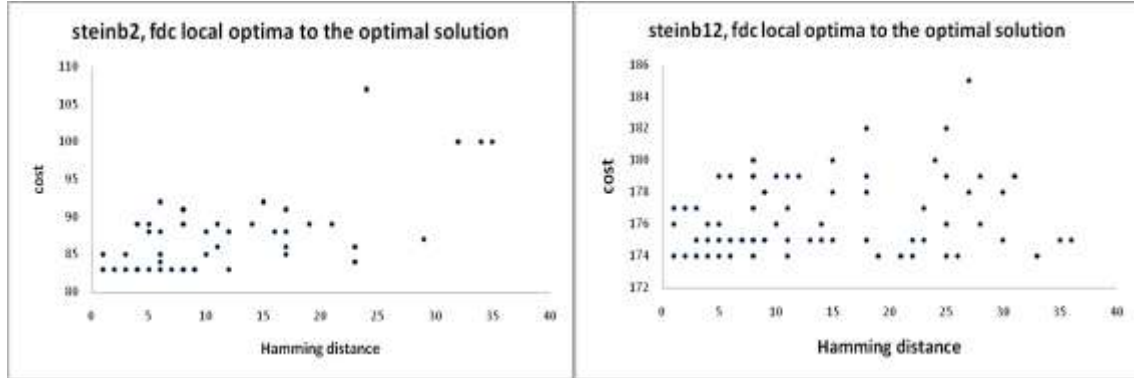 steinb2, fdc local optima to the optimal solution
110
105
100
95
90
85
80
cost
0 5 10 15 20 25 30 35 40
Hamming distance
steinb12, fdc local optima to the optimal solution
186
184
182
180
178
176
174
172
cost
0 5 10 15 20 25 30 35 40
Hamming distance